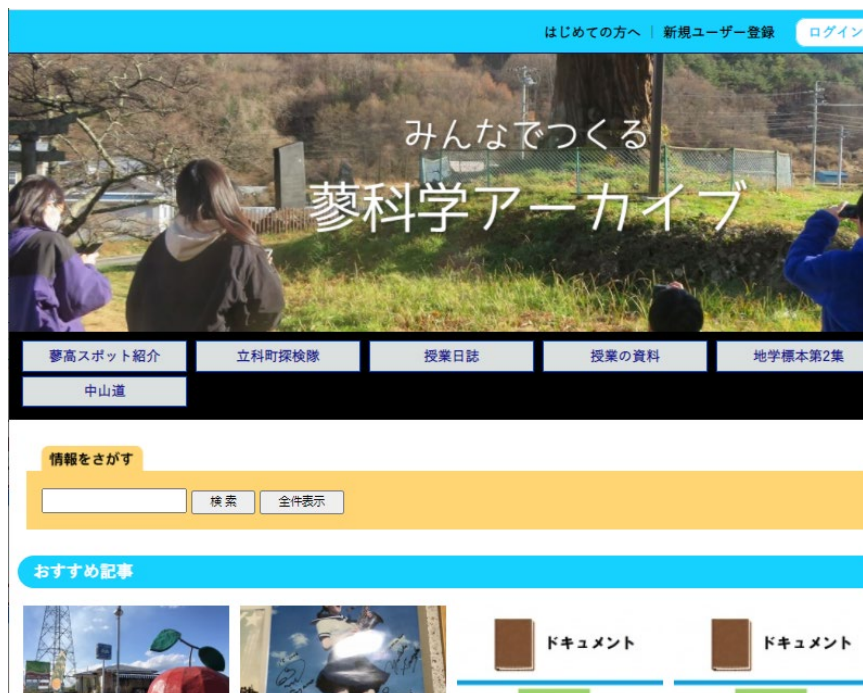 はじめての方へ | 新規ユーザー登録 ログイン
みんなでつくる
蓼科学アーカイブ
蓼高スポット紹介 立科町探検隊 授業日誌 授業の資料 地学標本第2集
中山道
情報をさがす
検索 全件表示
おすすめ記事
ドキュメント ドキュメント